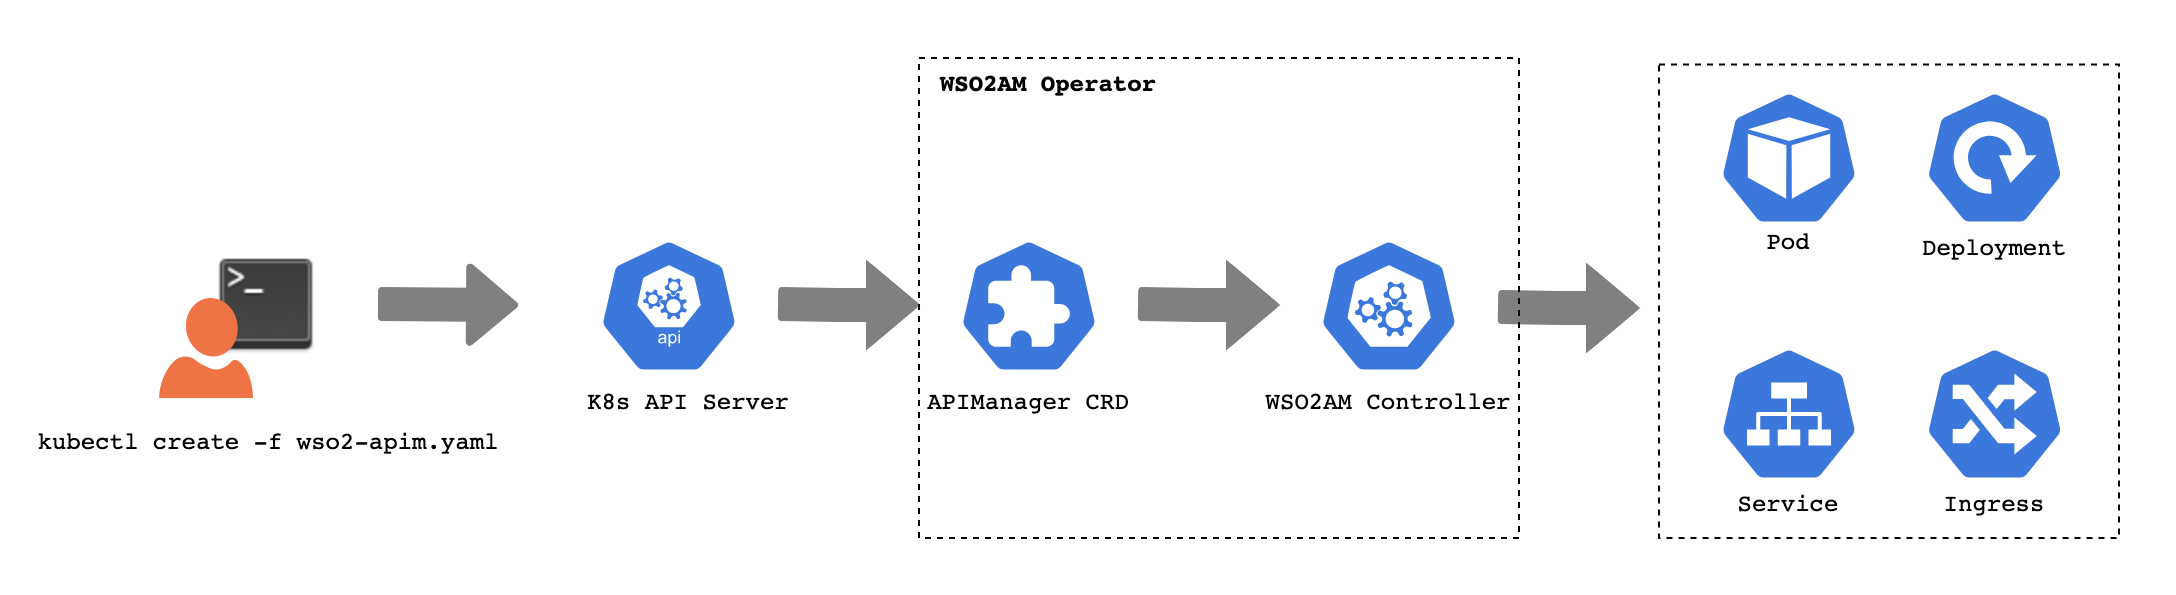 WSO2AM Operator
>_
kubectl create -f wso2-apim.yaml
api
K8s API Server
APIManager CRD
WSO2AM Controller
Pod
Deployment
Service
Ingress